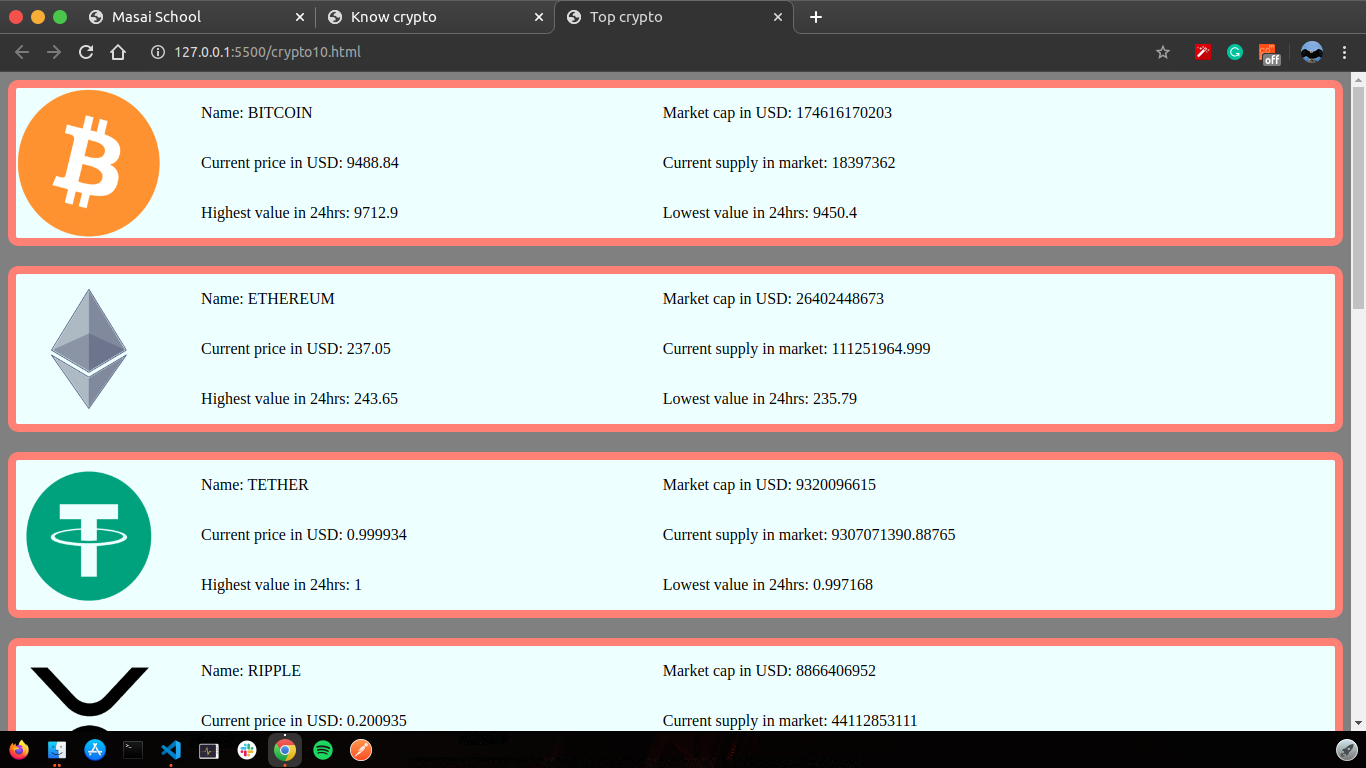 Masai School
Know crypto
Top crypto
127.0.0.1:5500/crypto10.html
off
Name: BITCOIN
Market cap in USD: 174616170203
Current price in USD: 9488.84
Current supply in market: 18397362
Highest value in 24hrs: 9712.9
Lowest value in 24hrs: 9450.4
Name: ETHEREUM
Market cap in USD: 26402448673
Current price in USD: 237.05
Current supply in market: 111251964.999
Highest value in 24hrs: 243.65
Lowest value in 24hrs: 235.79
Name: TETHER
Market cap in USD: 9320096615
Current price in USD: 0.999934
Current supply in market: 9307071390.88765
Highest value in 24hrs: 1
Lowest value in 24hrs: 0.997168
Name: RIPPLE
Market cap in USD: 8866406952
Current price in USD: 0.200935
Current supply in market: 44112853111